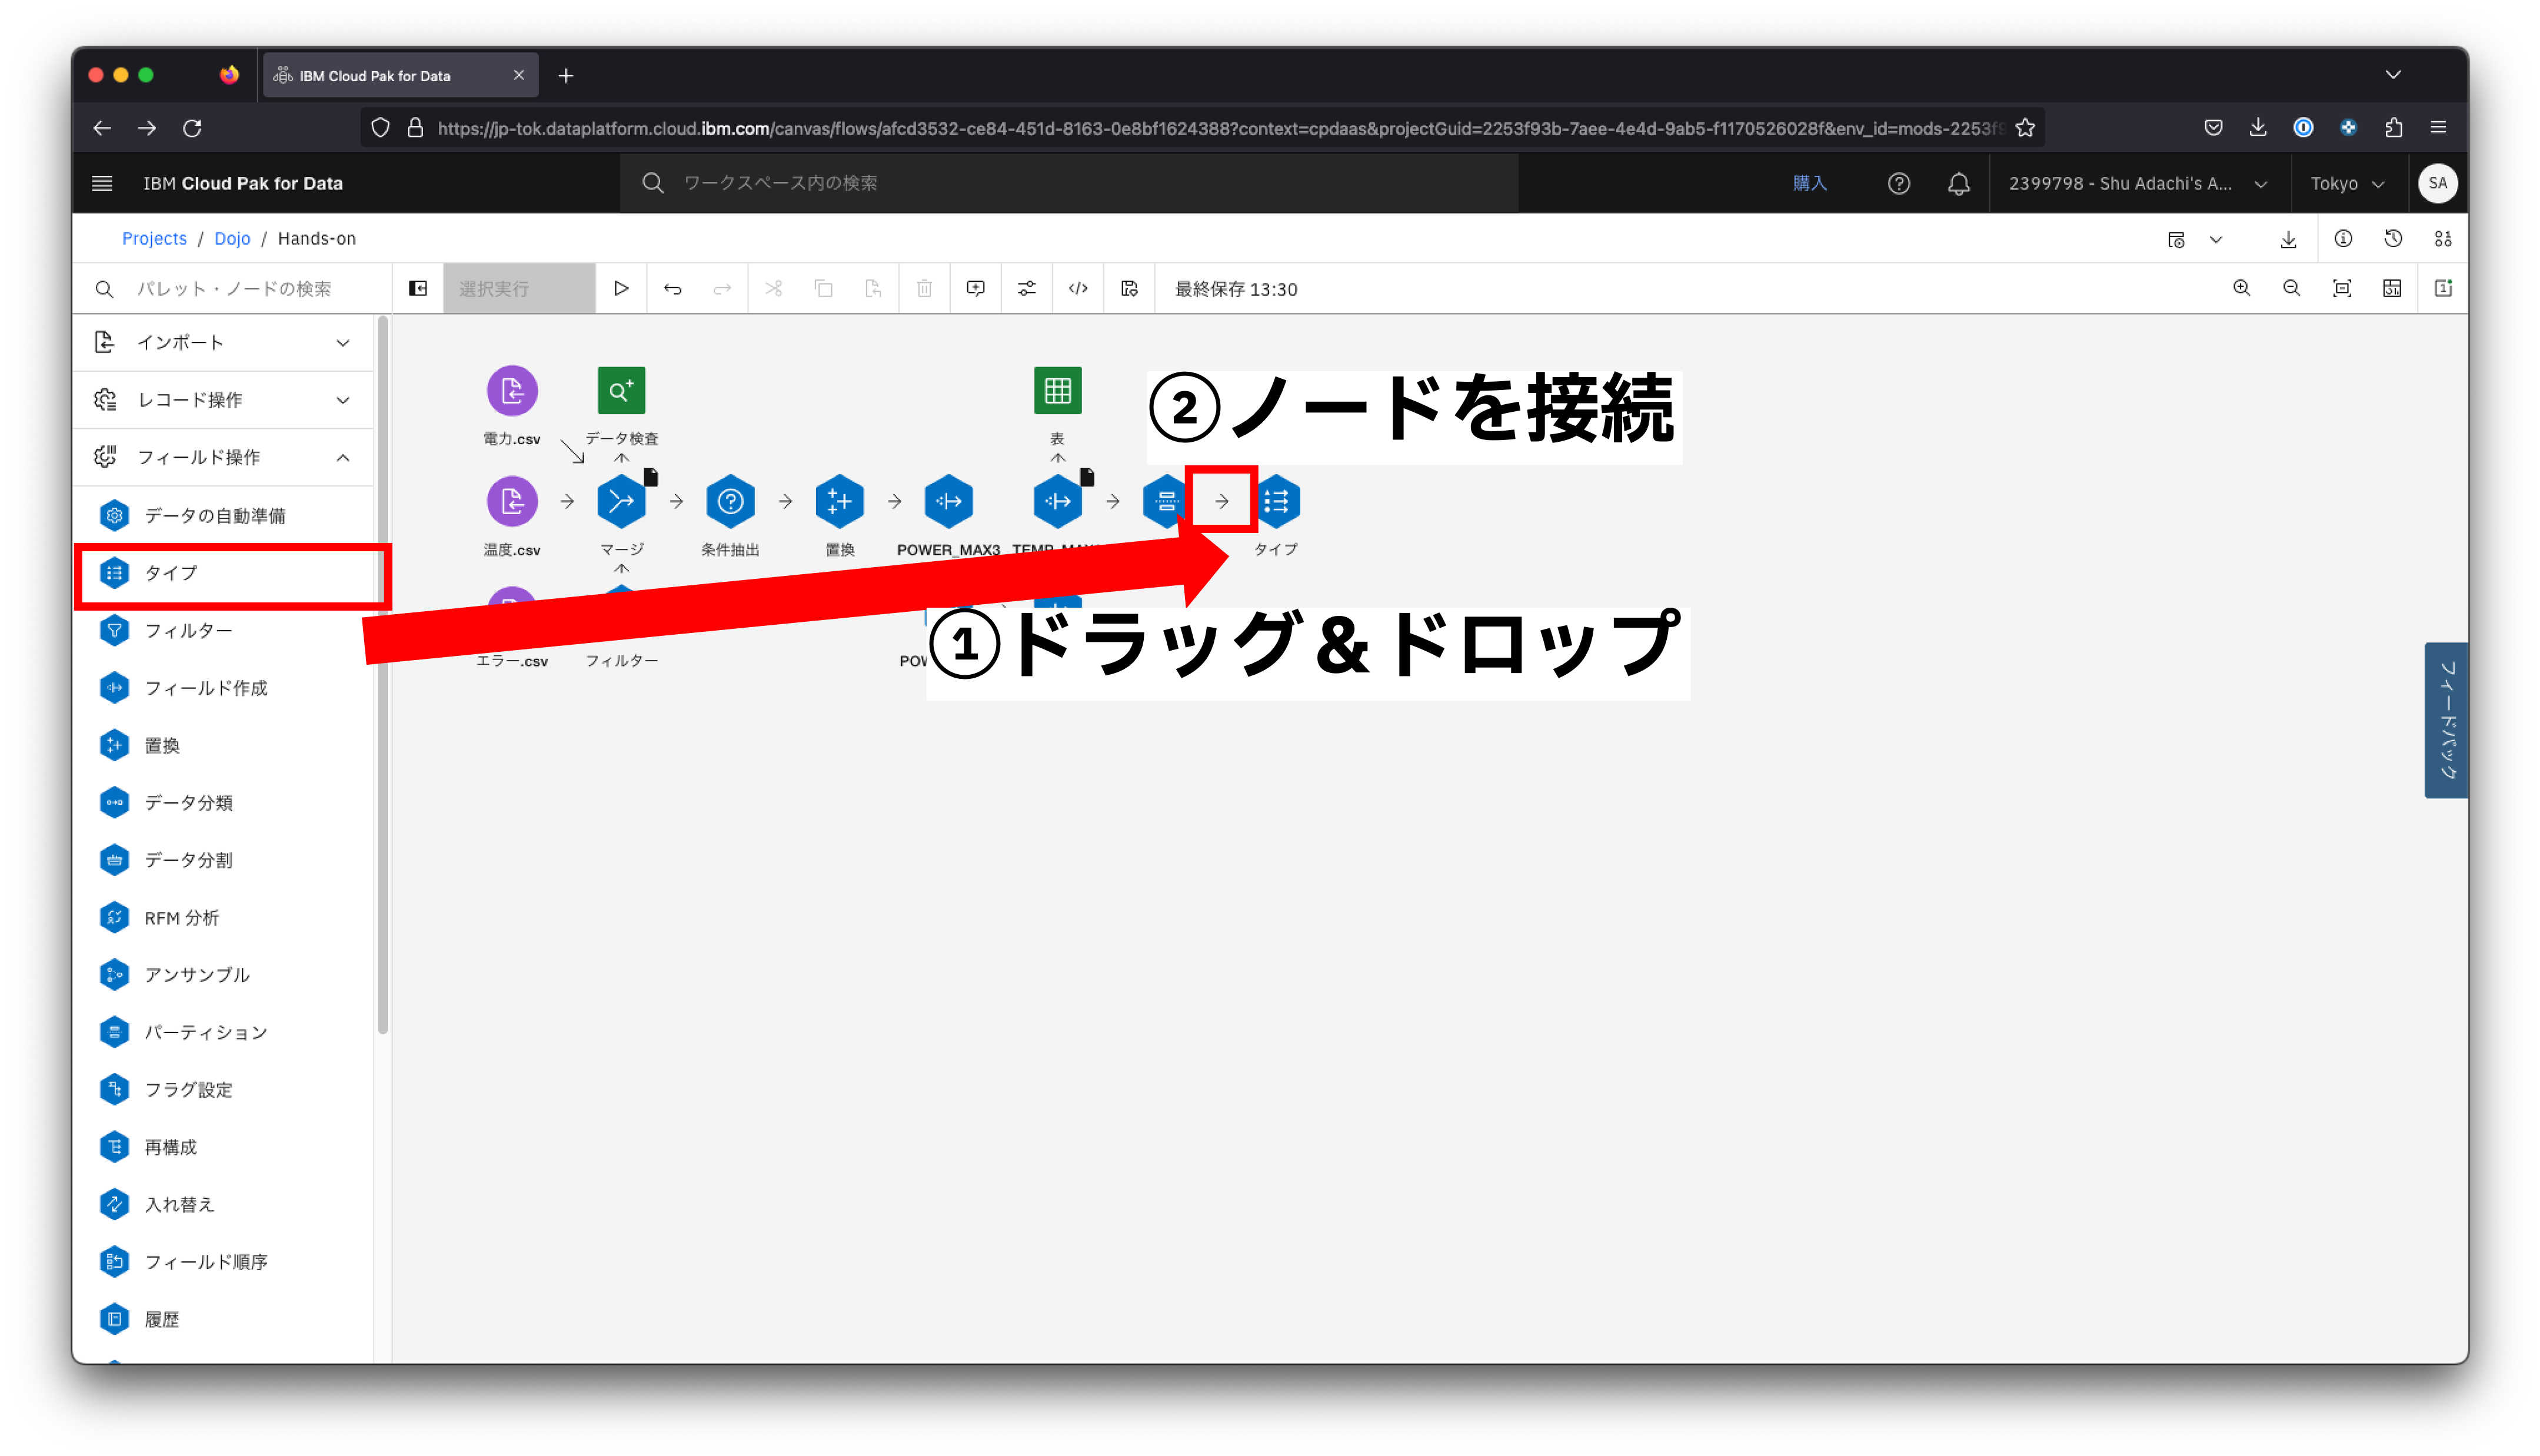 IBM Cloud Pak for Data
https://jp-tok.dataplatform.cloud.ibm.com/canvas/flows/afcd3532-ce84-451d-8163-0e8bf1624388?context=cpdaas&projectGuid=2253f93b-7aee-4e4d-9ab5-f1170526028f&env_id=mods-2253f9
IBM Cloud Pak for Data
ワークスペース内の検索
購入
2399798 - Shu Adachi's A...
Tokyo
SA
Projects / Dojo / Hands-on
パレット・ノードの検索
選択実行
最終保存 13:30
インポート
レコード操作
フィールド操作
データの自動準備
タイプ
フィルター
フィールド作成
置換
データ分類
データ分割
RFM 分析
アンサンブル
パーティション
フラグ設定
再構成
入れ替え
フィールド順序
履歴
電力.csv
データ検査
表
②ノードを接続
温度.csv
マージ
条件抽出
置換
POWER_MAX3
タイプ
エラー.csv
フィルター
①ドラッグ&ドロップ
フィードバック